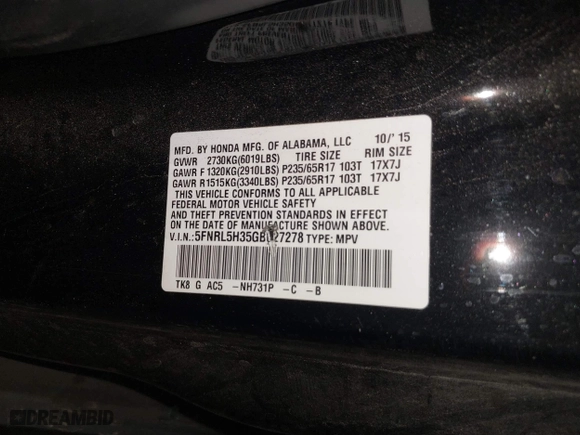 MFD. BY HONDA MFG. OF ALABAMA, LLC 10/'15
GVWR 2730KG(6019LBS) TIRE SIZE RIM SIZE
GAWR F 1320KG(2910LBS) P235/65R17 103T 17X7J
GAWR R1515KG(3340LBS) P235/65R17 103T 17X7J
THIS VEHICLE CONFORMS TO ALL APPLICABLE
FEDERAL MOTOR VEHICLE SAFETY
AND THEFT PREVENTION STANDARDS IN EFFECT
ON THE DATE OF MANUFACTURE SHOWN ABOVE.
V.I.N.: TYPE: MPV
TK8 G AC5 -NH731P -C -B
DREAMBID